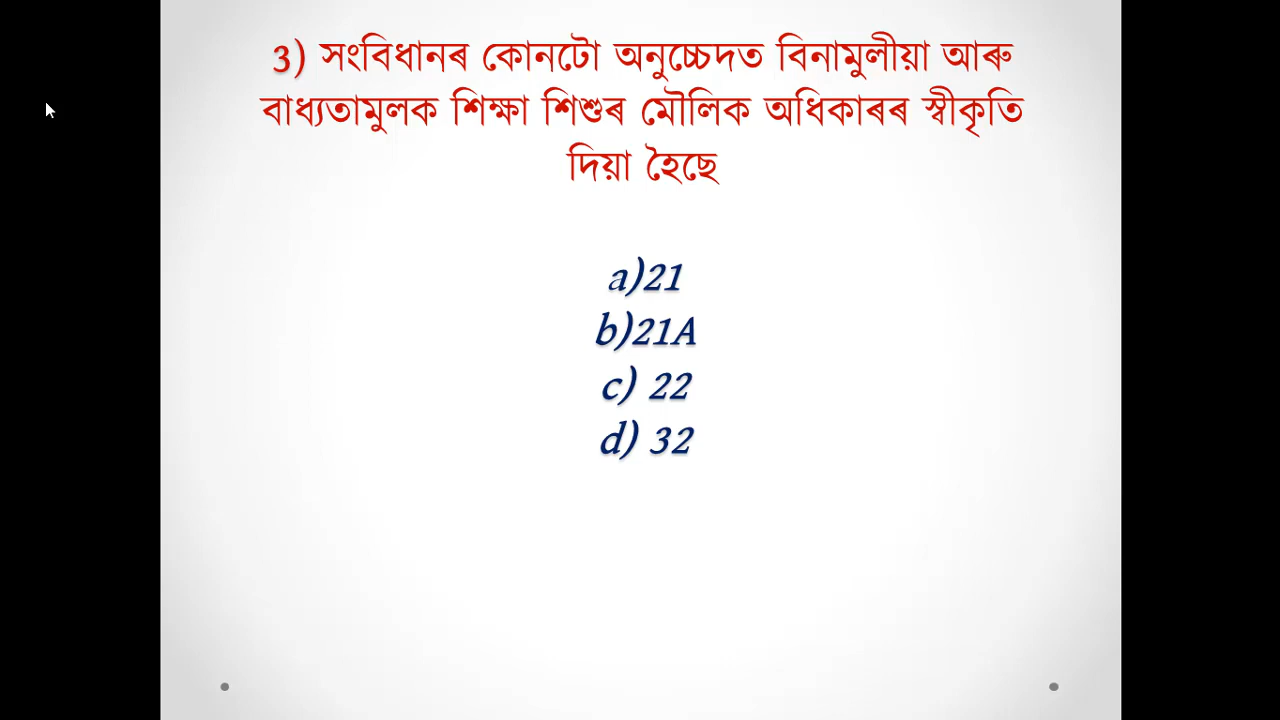 3) সংবিধানৰ কোনটো অনুচ্চেদত বিনামুলীয়া আৰু
বাধ্যতামুলক শিক্ষা শিশুৰ মৌলিক অধিকাৰৰ স্বীকৃতি
দিয়া হৈছে
a)21
b)21A
c) 22
d) 32